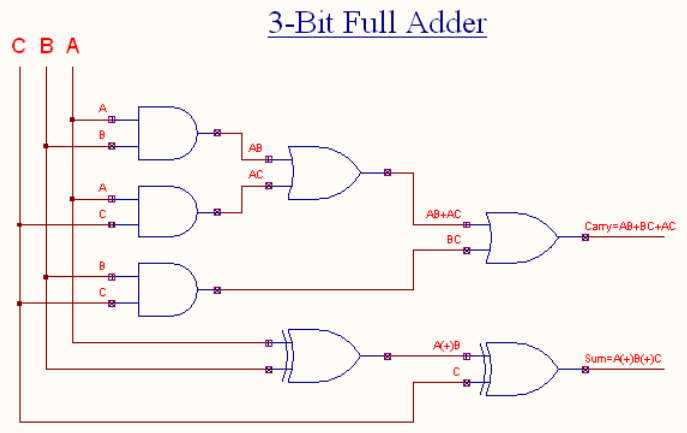 3-Bit Full Adder
C B A
A
B
AB
A
AC
C
AB+AC
Carry=AB+BC+AC
BC
B
C
A(+)B
Sum=A(+)B(+)C
C